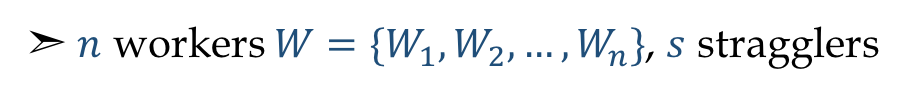 ➢ n workers W = {W₁, W₂, … , Wₙ}, s stragglers